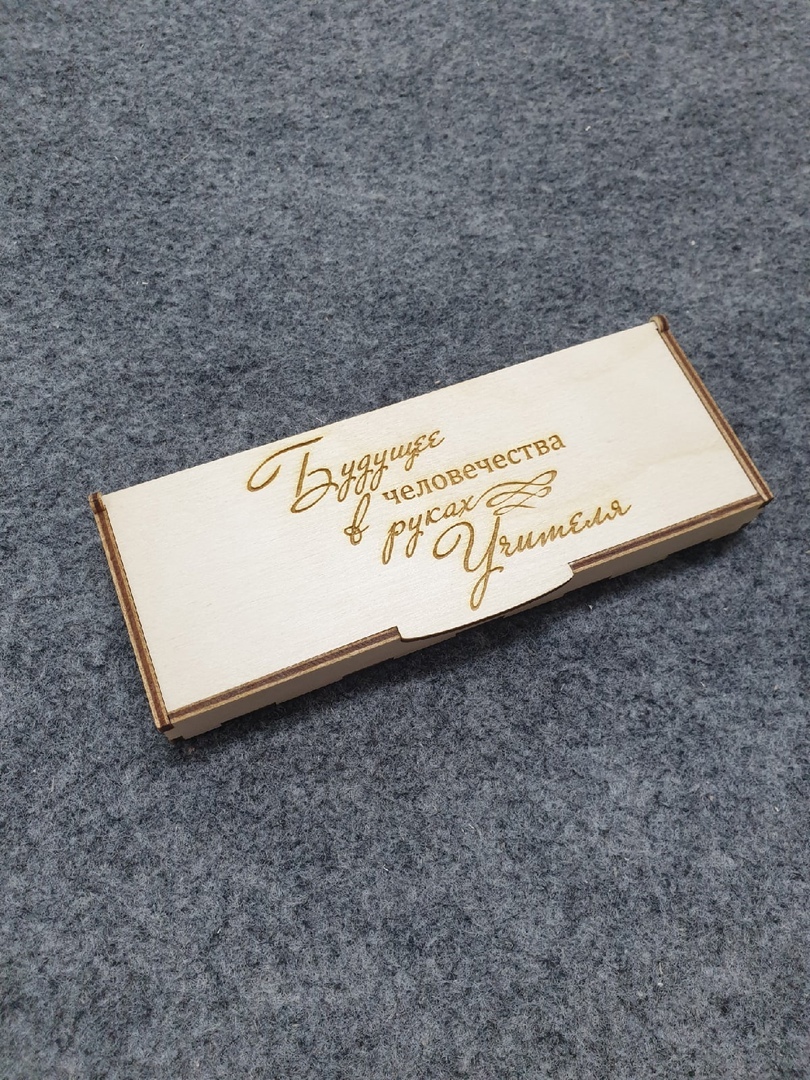 Будущее
человечества
в руках
Учителя